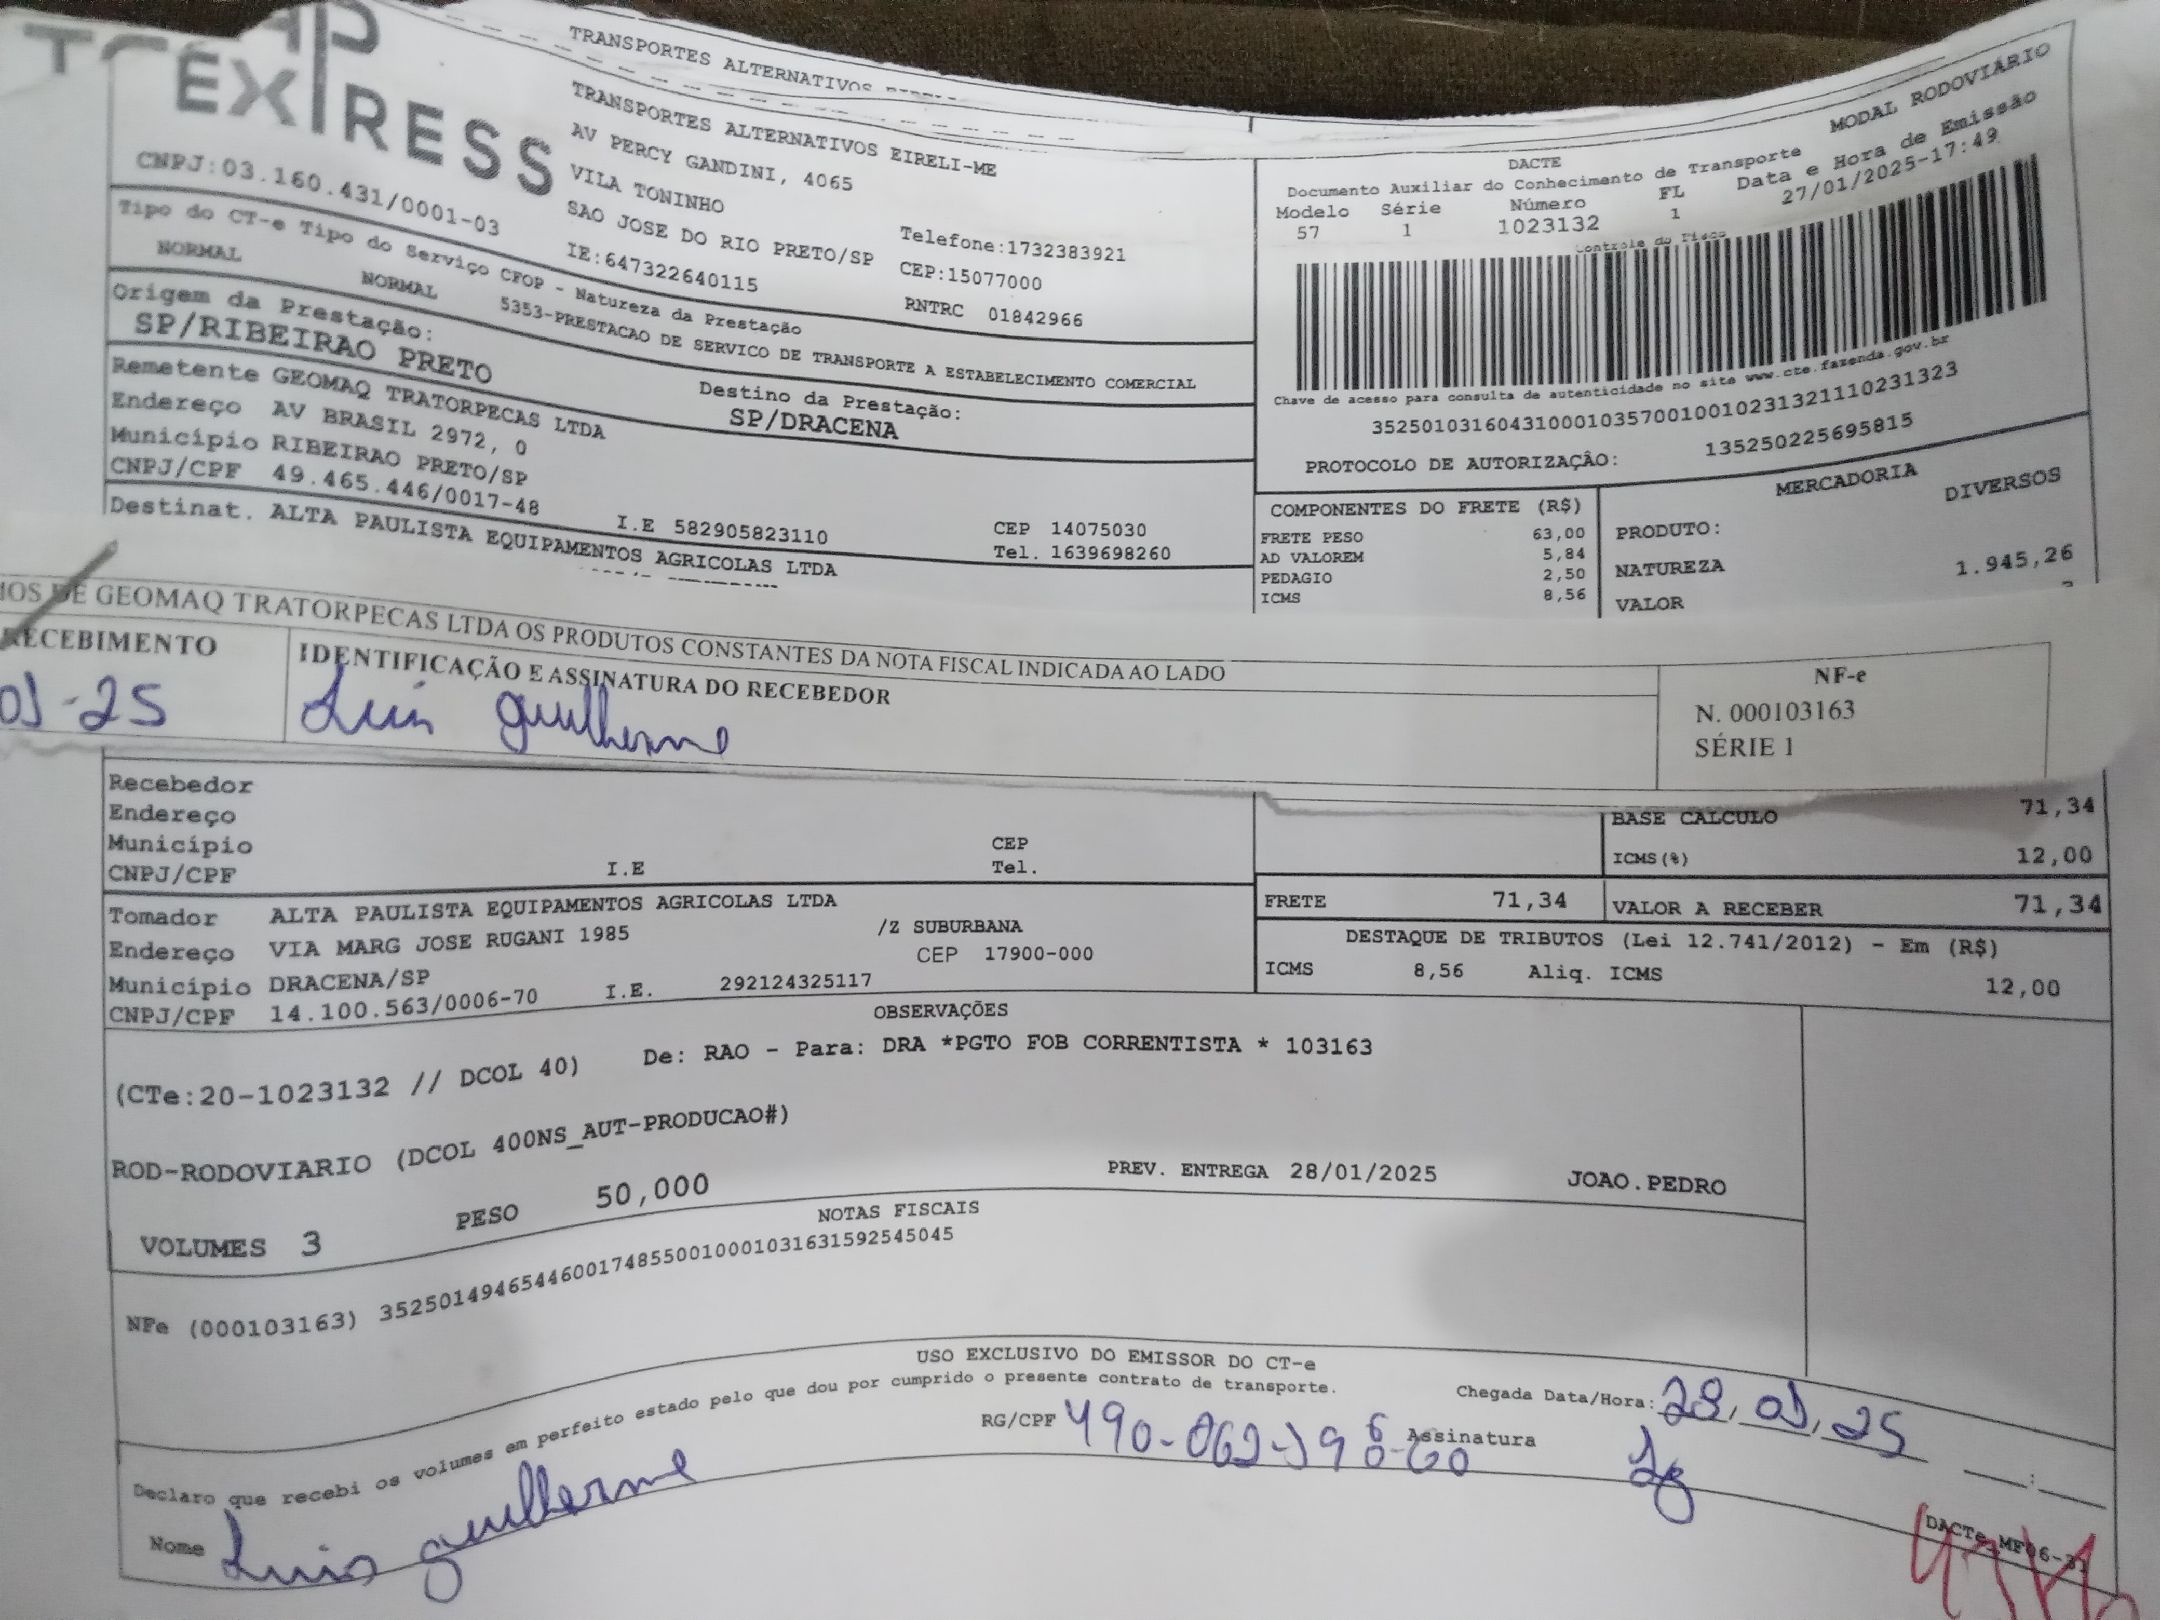 EXPRESS
CNPJ:03.160.431/0001-03
TRANSPORTES ALTERNATIVOS
TRANSPORTES ALTERNATIVOS EIRELI-ME
AV PERCY GANDINI, 4065
VILA TONINHO
SAO JOSE DO RIO PRETO/SP
IE:647322640115
Telefone:1732383921
CEP:15077000
RNTRC 01842966
MODAL RODOVIÁRIO
DACTE
Documento Auxiliar do Conhecimento de Transporte
Modelo Série Número FL Data e Hora de Emissão
57 1 1023132 1 27/01/2025-17:49
Controle do Fisco
Chave de acesso para consulta de autenticidade no site www.cte.fazenda.gov.br
35250103160431000103570010010231321110231323
PROTOCOLO DE AUTORIZAÇÂO: 135250225695815
Tipo do CT-e Tipo do Serviço CFOP - Natureza da Prestação
NORMAL NORMAL 5353-PRESTACAO DE SERVICO DE TRANSPORTE A ESTABELECIMENTO COMERCIAL
Origem da Prestação:
SP/RIBEIRAO PRETO
Destino da Prestação:
SP/DRACENA
Remetente GEOMAQ TRATORPECAS LTDA
Endereço AV BRASIL 2972, 0
Município RIBEIRAO PRETO/SP CEP 14075030
CNPJ/CPF 49.465.446/0017-48 I.E 582905823110 Tel. 1639698260
Destinat. ALTA PAULISTA EQUIPAMENTOS AGRICOLAS LTDA
COMPONENTES DO FRETE (R$)
FRETE PESO 63,00
AD VALOREM 5,84
PEDAGIO 2,50
ICMS 8,56
MERCADORIA
PRODUTO: DIVERSOS
NATUREZA
VALOR 1.945,26
DE GEOMAQ TRATORPECAS LTDA OS PRODUTOS CONSTANTES DA NOTA FISCAL INDICADA AO LADO
RECEBIMENTO
01-25
IDENTIFICAÇÃO E ASSINATURA DO RECEBEDOR
Luis guilherme
NF-e
N. 000103163
SÉRIE 1
Recebedor
Endereço
Município CEP
CNPJ/CPF I.E Tel.
BASE CALCULO 71,34
ICMS(%) 12,00
FRETE 71,34 VALOR A RECEBER 71,34
Tomador ALTA PAULISTA EQUIPAMENTOS AGRICOLAS LTDA
Endereço VIA MARG JOSE RUGANI 1985 /Z SUBURBANA
Município DRACENA/SP CEP 17900-000
CNPJ/CPF 14.100.563/0006-70 I.E. 292124325117
DESTAQUE DE TRIBUTOS (Lei 12.741/2012) - Em (R$)
ICMS 8,56 Aliq. ICMS 12,00
OBSERVAÇÕES
(CTe:20-1023132 // DCOL 40) De: RAO - Para: DRA *PGTO FOB CORRENTISTA * 103163
ROD-RODOVIARIO (DCOL 400NS_AUT-PRODUCAO#)
VOLUMES 3 PESO 50,000 PREV. ENTREGA 28/01/2025 JOAO.PEDRO
NOTAS FISCAIS
NFe (000103163) 35250149465446001748550010001031631592545045
USO EXCLUSIVO DO EMISSOR DO CT-e
Declaro que recebi os volumes em perfeito estado pelo que dou por cumprido o presente contrato de transporte.
Chegada Data/Hora: 28, 01, 25
Nome Luis guilherme RG/CPF Assinatura